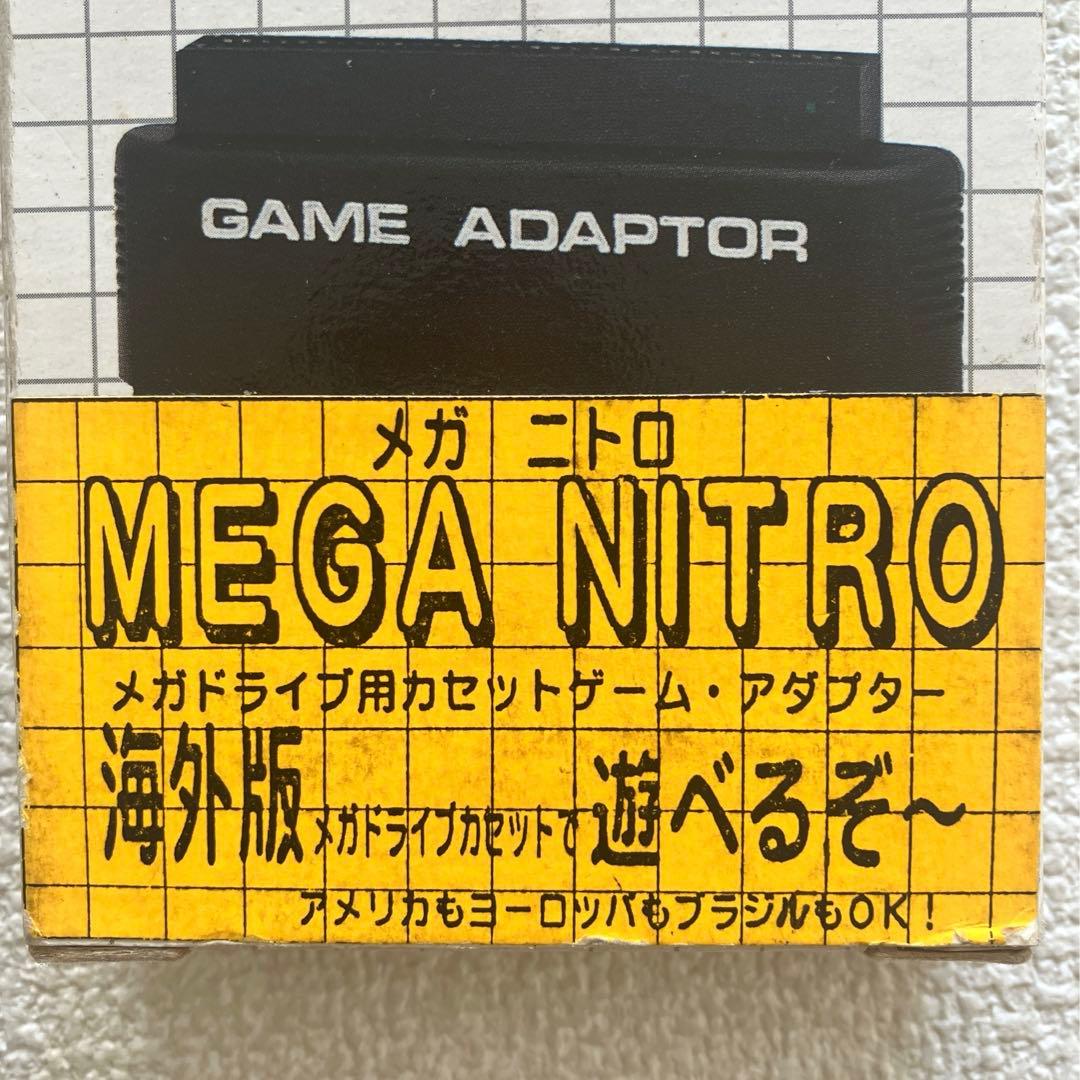 GAME ADAPTOR
メガ ニトロ
MEGA NITRO
メガドライブ用カセットゲーム・アダプター
海外版メガドライブカセットで遊べるぞ～
アメリカもヨーロッパもブラジルもOK！